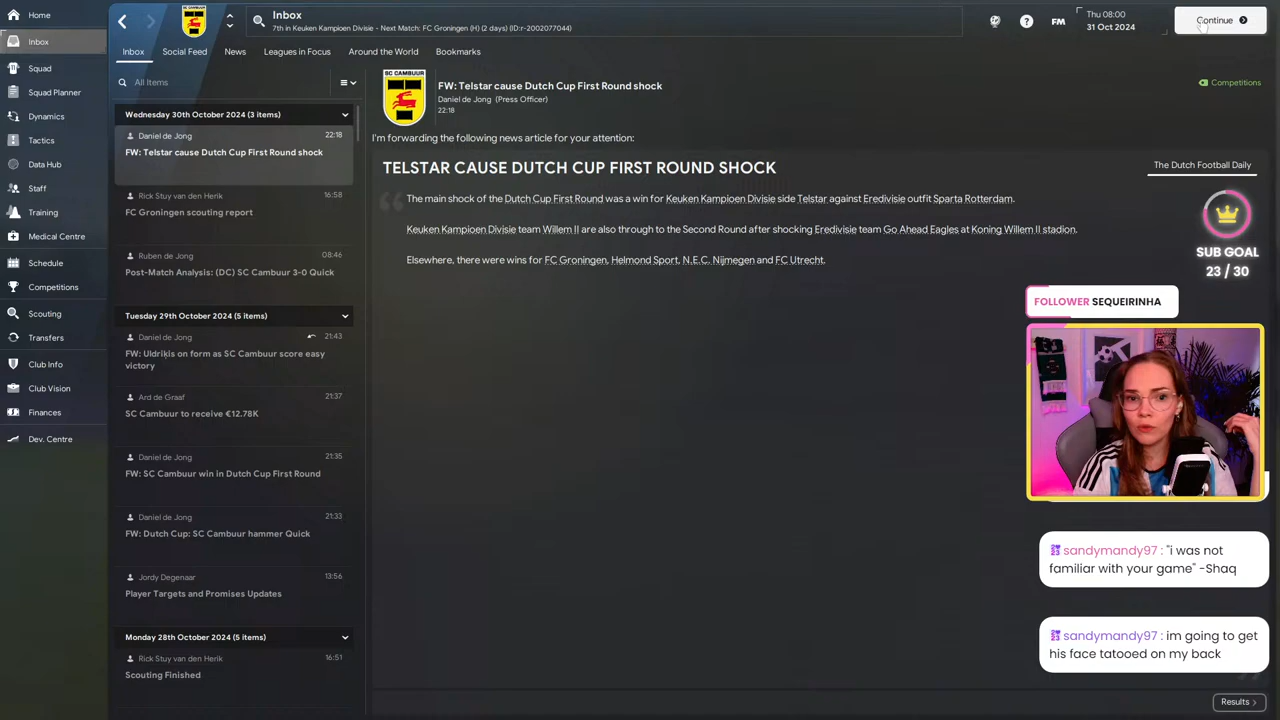 Home
Inbox
Squad
Squad Planner
Dynamics
Tactics
Data Hub
Staff
Training
Medical Centre
Schedule
Competitions
Scouting
Transfers
Club Info
Club Vision
Finances
Dev. Centre
Inbox
7th in Keuken Kampioen Divisie - Next Match: FC Groningen (H) (2 days) (ID:r-2002077044)
FM
Thu 08:00
31 Oct 2024
Continue
Inbox
Social Feed
News
Leagues in Focus
Around the World
Bookmarks
All Items
Wednesday 30th October 2024 (3 items)
Daniel de Jong
22:18
FW: Telstar cause Dutch Cup First Round shock
Rick Stuy van den Herik
16:58
FC Groningen scouting report
Ruben de Jong
08:46
Post-Match Analysis: (DC) SC Cambuur 3-0 Quick
Tuesday 29th October 2024 (5 items)
Daniel de Jong
21:43
FW: Uldriķis on form as SC Cambuur score easy
victory
Ard de Graaf
21:37
SC Cambuur to receive €12.78K
Daniel de Jong
21:35
FW: SC Cambuur win in Dutch Cup First Round
Daniel de Jong
21:33
FW: Dutch Cup: SC Cambuur hammer Quick
Jordy Degenaar
13:56
Player Targets and Promises Updates
Monday 28th October 2024 (5 items)
Rick Stuy van den Herik
16:51
Scouting Finished
SC CAMBUUR
FW: Telstar cause Dutch Cup First Round shock
Daniel de Jong (Press Officer)
22:18
Competitions
I'm forwarding the following news article for your attention:
TELSTAR CAUSE DUTCH CUP FIRST ROUND SHOCK
The Dutch Football Daily
The main shock of the Dutch Cup First Round was a win for Keuken Kampioen Divisie side Telstar against Eredivisie outfit Sparta Rotterdam.
Keuken Kampioen Divisie team Willem II are also through to the Second Round after shocking Eredivisie team Go Ahead Eagles at Koning Willem II stadion.
Elsewhere, there were wins for FC Groningen, Helmond Sport, N.E.C. Nijmegen and FC Utrecht.
SUB GOAL
23 / 30
FOLLOWER SEQUEIRINHA
sandymandy97 : "i was not
familiar with your game" -Shaq
sandymandy97 : im going to get
his face tatooed on my back
Results